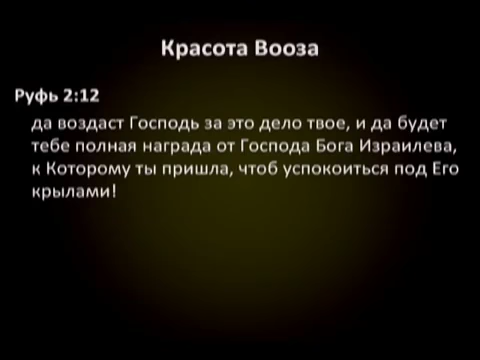 Красота Вооза
Руфь 2:12
да воздаст Господь за это дело твое, и да будет
тебе полная награда от Господа Бога Израилева,
к Которому ты пришла, чтоб успокоиться под Его
крылами!